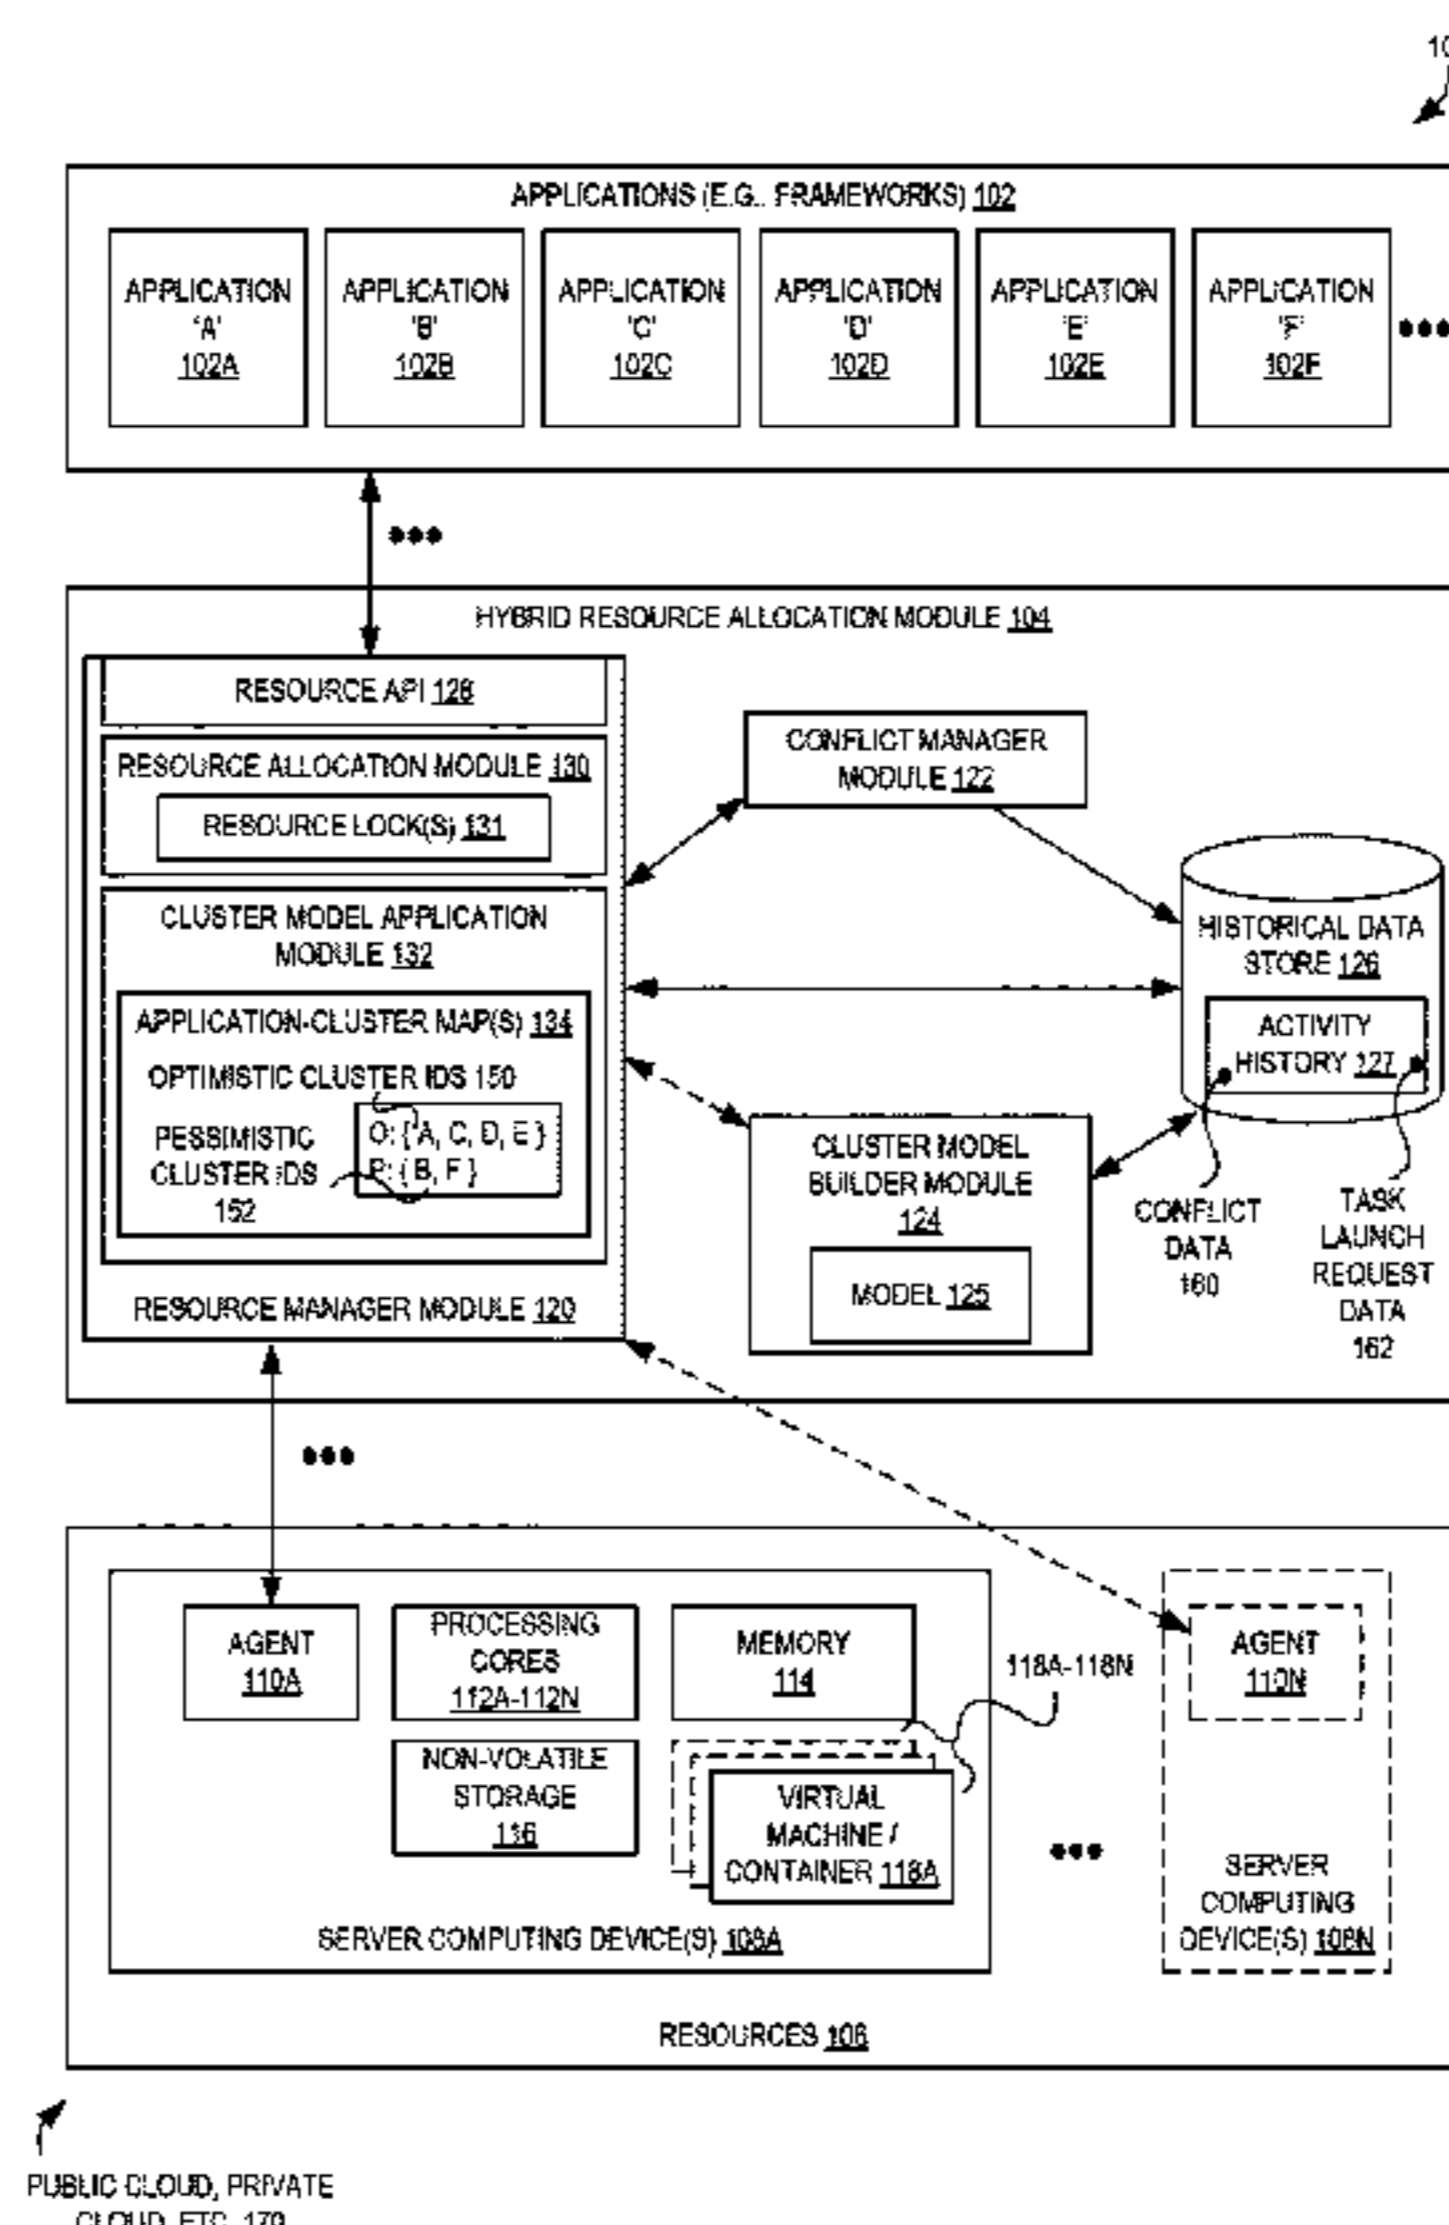 10
APPLICATIONS (E.G., FRAMEWORKS) 102
APPLICATION
'A'
102A
APPLICATION
'B'
102B
APPLICATION
'C'
102C
APPLICATION
'D'
102D
APPLICATION
'E'
102E
APPLICATION
'F'
102F
HYBRID RESOURCE ALLOCATION MODULE 104
RESOURCE API 128
RESOURCE ALLOCATION MODULE 130
RESOURCE LOCK(S) 131
CLUSTER MODEL APPLICATION
MODULE 132
APPLICATION-CLUSTER MAP(S) 134
OPTIMISTIC CLUSTER IDS 150
PESSIMISTIC
CLUSTER IDS
152
O: { A, C, D, E }
P: { B, F }
RESOURCE MANAGER MODULE 120
CONFLICT MANAGER
MODULE 122
HISTORICAL DATA
STORE 126
ACTIVITY
HISTORY 127
CLUSTER MODEL
BUILDER MODULE
124
MODEL 125
CONFLICT
DATA
160
TASK
LAUNCH
REQUEST
DATA
162
AGENT
110A
PROCESSING
CORES
112A-112N
MEMORY
114
118A-118N
NON-VOLATILE
STORAGE
116
VIRTUAL
MACHINE /
CONTAINER 118A
SERVER COMPUTING DEVICE(S) 108A
AGENT
110N
SERVER
COMPUTING
DEVICE(S) 108N
RESOURCES 106
PUBLIC CLOUD, PRIVATE
CLOUD, ETC. 170